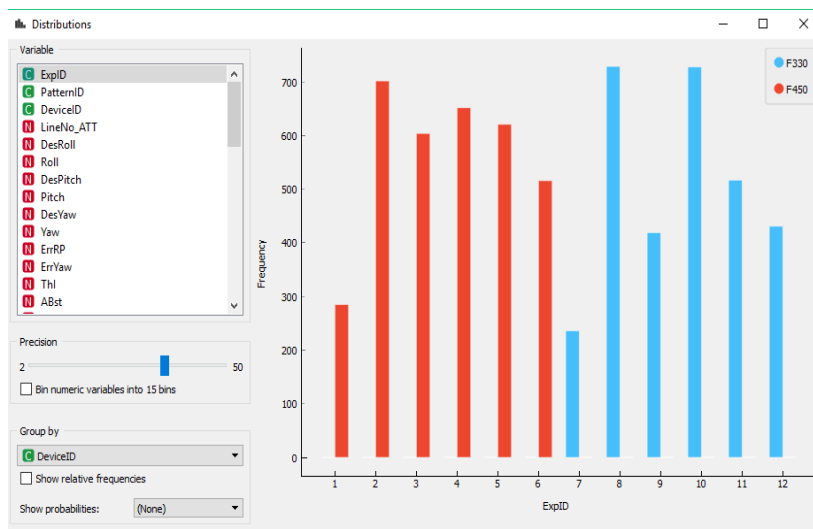 Distributions
Variable
C ExpID
C PatternID
C DeviceID
N LineNo_ATT
N DesRoll
N Roll
N DesPitch
N Pitch
N DesYaw
N Yaw
N ErrRP
N ErrYaw
N ThI
N ABst
Precision
2 50
Bin numeric variables into 15 bins
Group by
C DeviceID
Show relative frequencies
Show probabilities: (None)
Frequency
700
600
500
400
300
200
100
0
1 2 3 4 5 6 7 8 9 10 11 12
ExpID
F330
F450